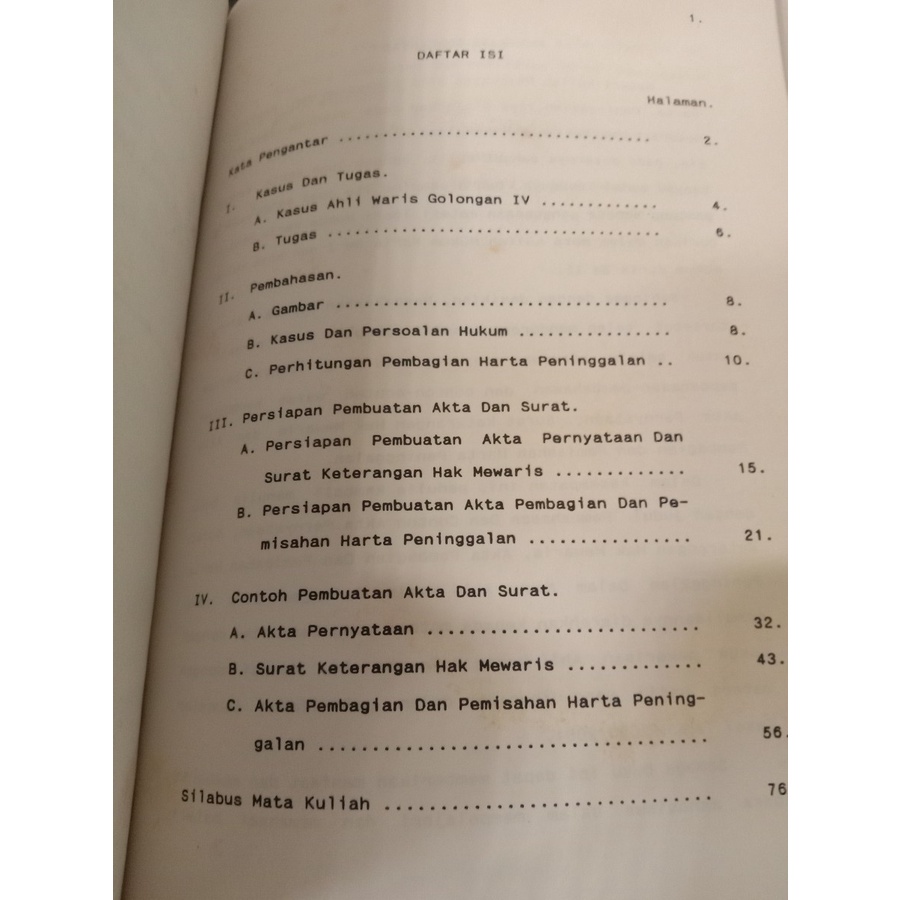 1.
DAFTAR ISI
Halaman.
Kata Pengantar .................................. 2.
I. Kasus Dan Tugas.
A. Kasus Ahli Waris Golongan IV ............. 4.
B. Tugas .................................... 6.
II. Pembahasan.
A. Gambar .................................... 8.
B. Kasus Dan Persoalan Hukum ................ 8.
C. Perhitungan Pembagian Harta Peninggalan .. 10.
III. Persiapan Pembuatan Akta Dan Surat.
A. Persiapan Pembuatan Akta Pernyataan Dan
Surat Keterangan Hak Mewaris ............. 15.
B. Persiapan Pembuatan Akta Pembagian Dan Pe-
misahan Harta Peninggalan ................ 21.
IV. Contoh Pembuatan Akta Dan Surat.
A. Akta Pernyataan .......................... 32.
B. Surat Keterangan Hak Mewaris ............. 43.
C. Akta Pembagian Dan Pemisahan Harta Pening-
galan ..................................... 56.
Silabus Mata Kuliah ............................... 76